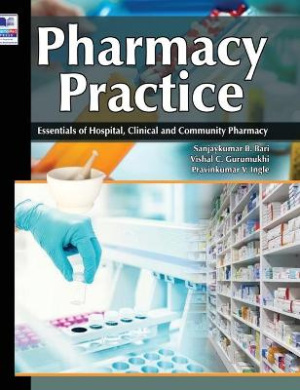 Pharmacy
Practice
Essentials of Hospital, Clinical and Community Pharmacy
Sanjaykumar B. Bari
Vishal C. Gurumukhi
Pravinkumar V. Ingle